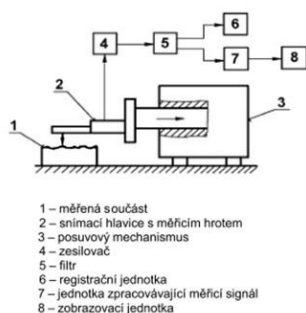 6
4
5
7
8
2
3
1
1 – měřená součást
2 – snímací hlavice s měřicím hrotem
3 – posuvový mechanismus
4 – zesilovač
5 – filtr
6 – registrační jednotka
7 – jednotka zpracovávající měřicí signál
8 – zobrazovací jednotka